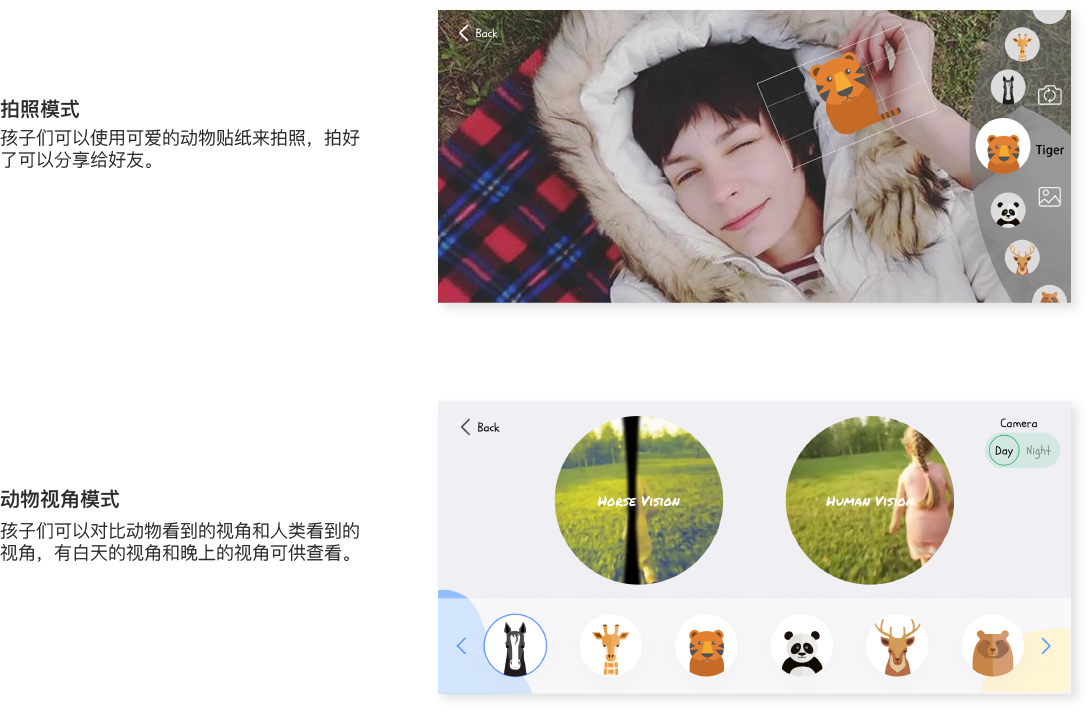 拍照模式
孩子们可以使用可爱的动物贴纸来拍照，拍好
了可以分享给好友。
Back
Tiger
动物视角模式
孩子们可以对比动物看到的视角和人类看到的
视角，有白天的视角和晚上的视角可供查看。
Back
Camera
Day Night
Horse Vision
Human Vision